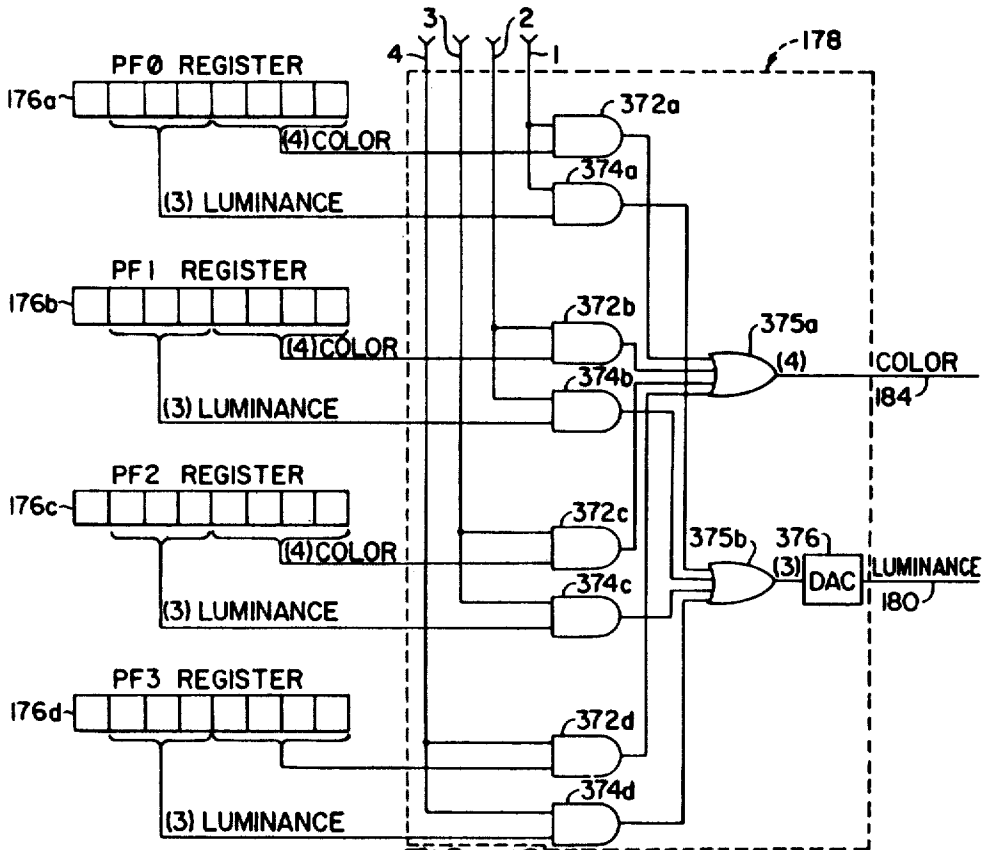 3 2
4 1
178
PFØ REGISTER
176a
372a
(4) COLOR
374a
(3) LUMINANCE
PF1 REGISTER
176b
372b
375a
(4) COLOR
374b
(4)
COLOR
184
(3) LUMINANCE
PF2 REGISTER
176c
372c
375b
376
(4) COLOR
374c
(3)
DAC
LUMINANCE
180
(3) LUMINANCE
PF3 REGISTER
176d
372d
374d
(3) LUMINANCE